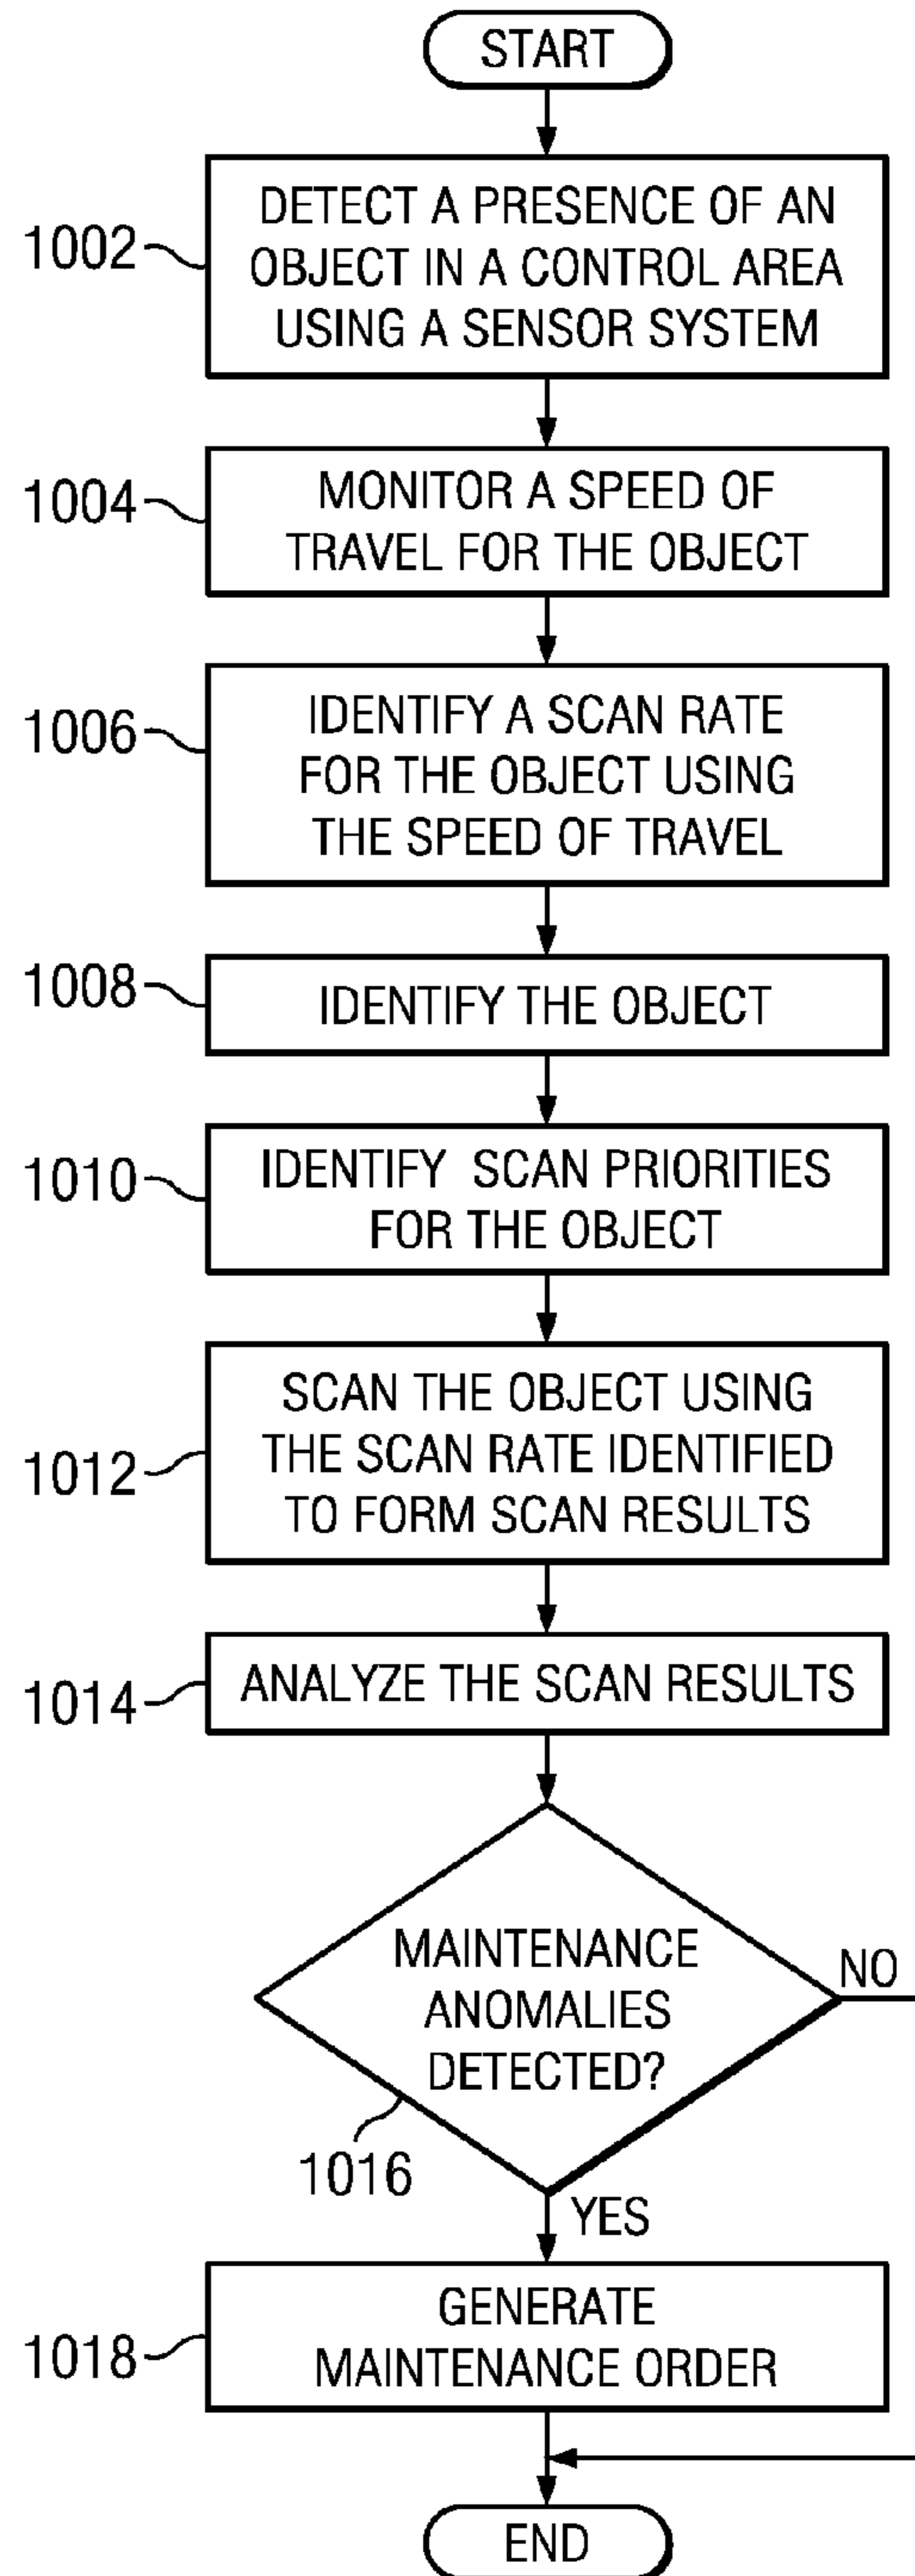 START
1002
DETECT A PRESENCE OF AN
OBJECT IN A CONTROL AREA
USING A SENSOR SYSTEM
1004
MONITOR A SPEED OF
TRAVEL FOR THE OBJECT
1006
IDENTIFY A SCAN RATE
FOR THE OBJECT USING
THE SPEED OF TRAVEL
1008
IDENTIFY THE OBJECT
1010
IDENTIFY SCAN PRIORITIES
FOR THE OBJECT
1012
SCAN THE OBJECT USING
THE SCAN RATE IDENTIFIED
TO FORM SCAN RESULTS
1014
ANALYZE THE SCAN RESULTS
MAINTENANCE
ANOMALIES
DETECTED?
NO
1016
YES
1018
GENERATE
MAINTENANCE ORDER
END